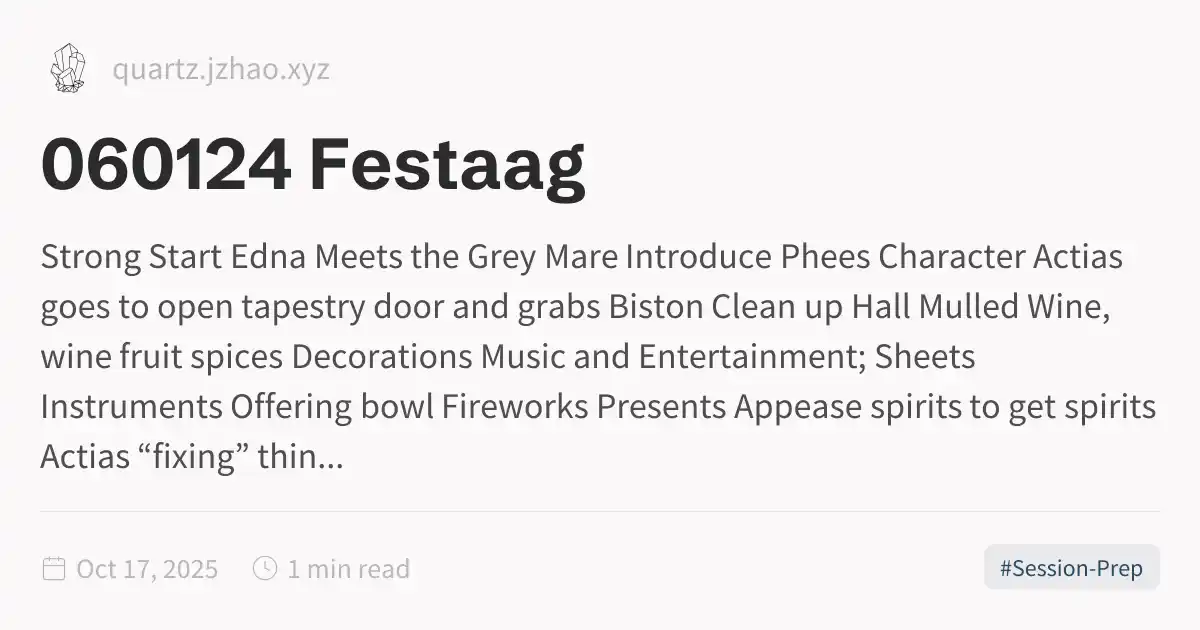 quartz.jzhao.xyz
060124 Festaag
Strong Start Edna Meets the Grey Mare Introduce Phees Character Actias
goes to open tapestry door and grabs Biston Clean up Hall Mulled Wine,
wine fruit spices Decorations Music and Entertainment; Sheets
Instruments Offering bowl Fireworks Presents Appease spirits to get spirits
Actias “fixing” thin...
Oct 17, 2025
1 min read
#Session-Prep